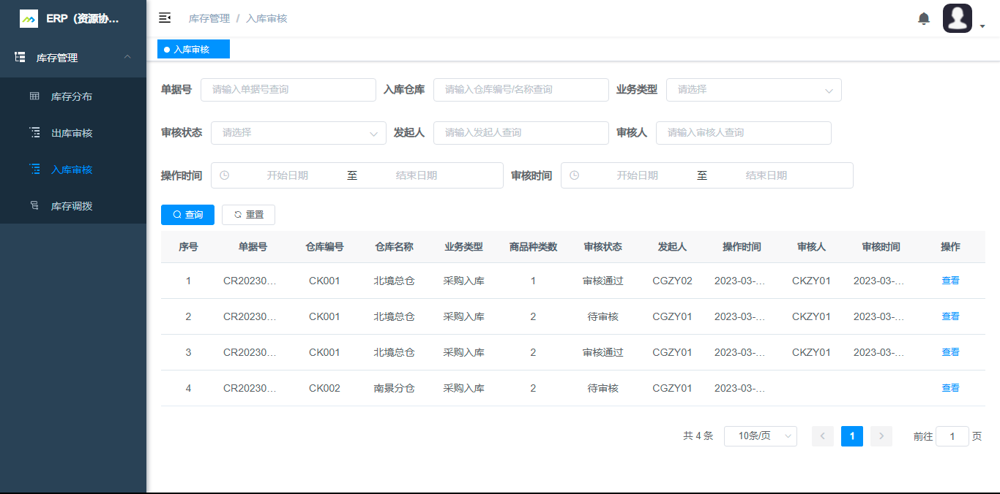 ERP（资源协...
库存管理
库存分布
出库审核
入库审核
库存调拨
库存管理 / 入库审核
入库审核
单据号 请输入单据号查询 入库仓库 请输入仓库编号/名称查询 业务类型 请选择
审核状态 请选择 发起人 请输入发起人查询 审核人 请输入审核人查询
操作时间 开始日期 至 结束日期 审核时间 开始日期 至 结束日期
查询 重置
序号 单据号 仓库编号 仓库名称 业务类型 商品种类数 审核状态 发起人 操作时间 审核人 审核时间 操作
1 CR20230... CK001 北境总仓 采购入库 1 审核通过 CGZY02 2023-03-... CKZY01 2023-03-... 查看
2 CR20230... CK001 北境总仓 采购入库 2 待审核 CGZY01 2023-03-... CKZY01 2023-03-... 查看
3 CR20230... CK001 北境总仓 采购入库 2 审核通过 CGZY01 2023-03-... CKZY01 2023-03-... 查看
4 CR20230... CK002 南景分仓 采购入库 2 待审核 CGZY01 2023-03-... 查看
共 4 条 10条/页 1 前往 1 页